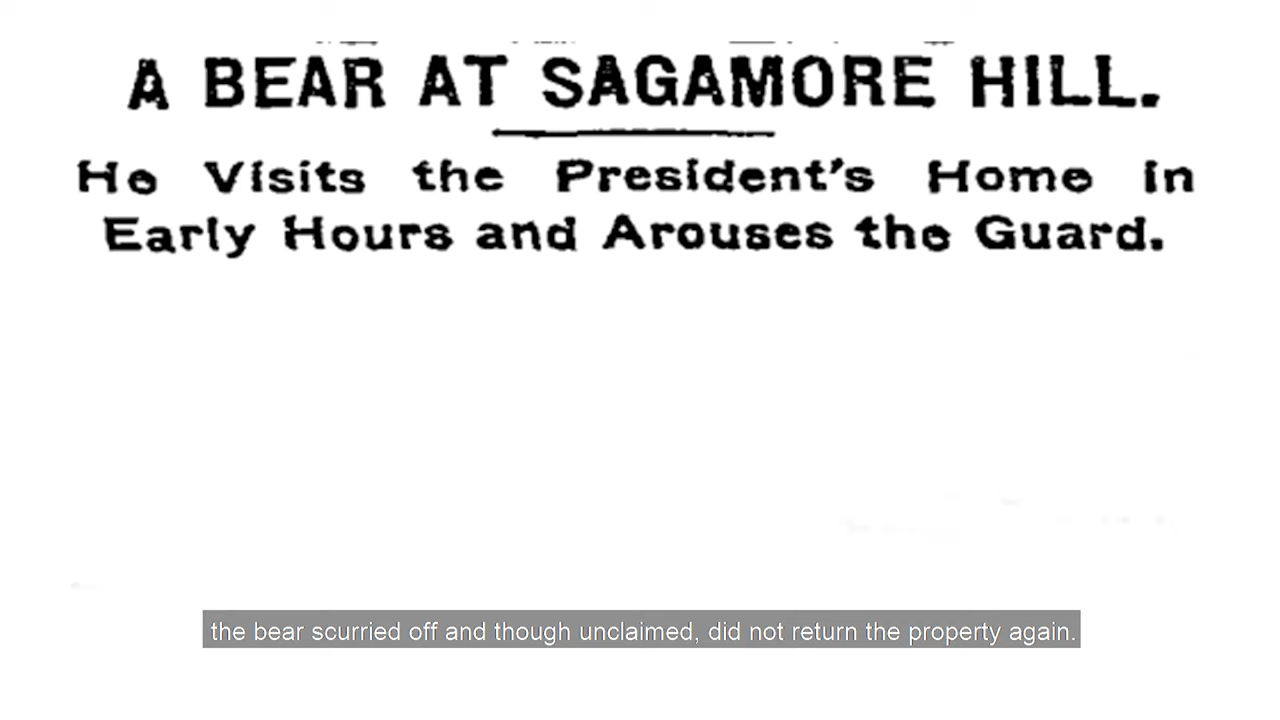 A BEAR AT SAGAMORE HILL.
He Visits the President's Home in
Early Hours and Arouses the Guard.
the bear scurried off and though unclaimed, did not return the property again.